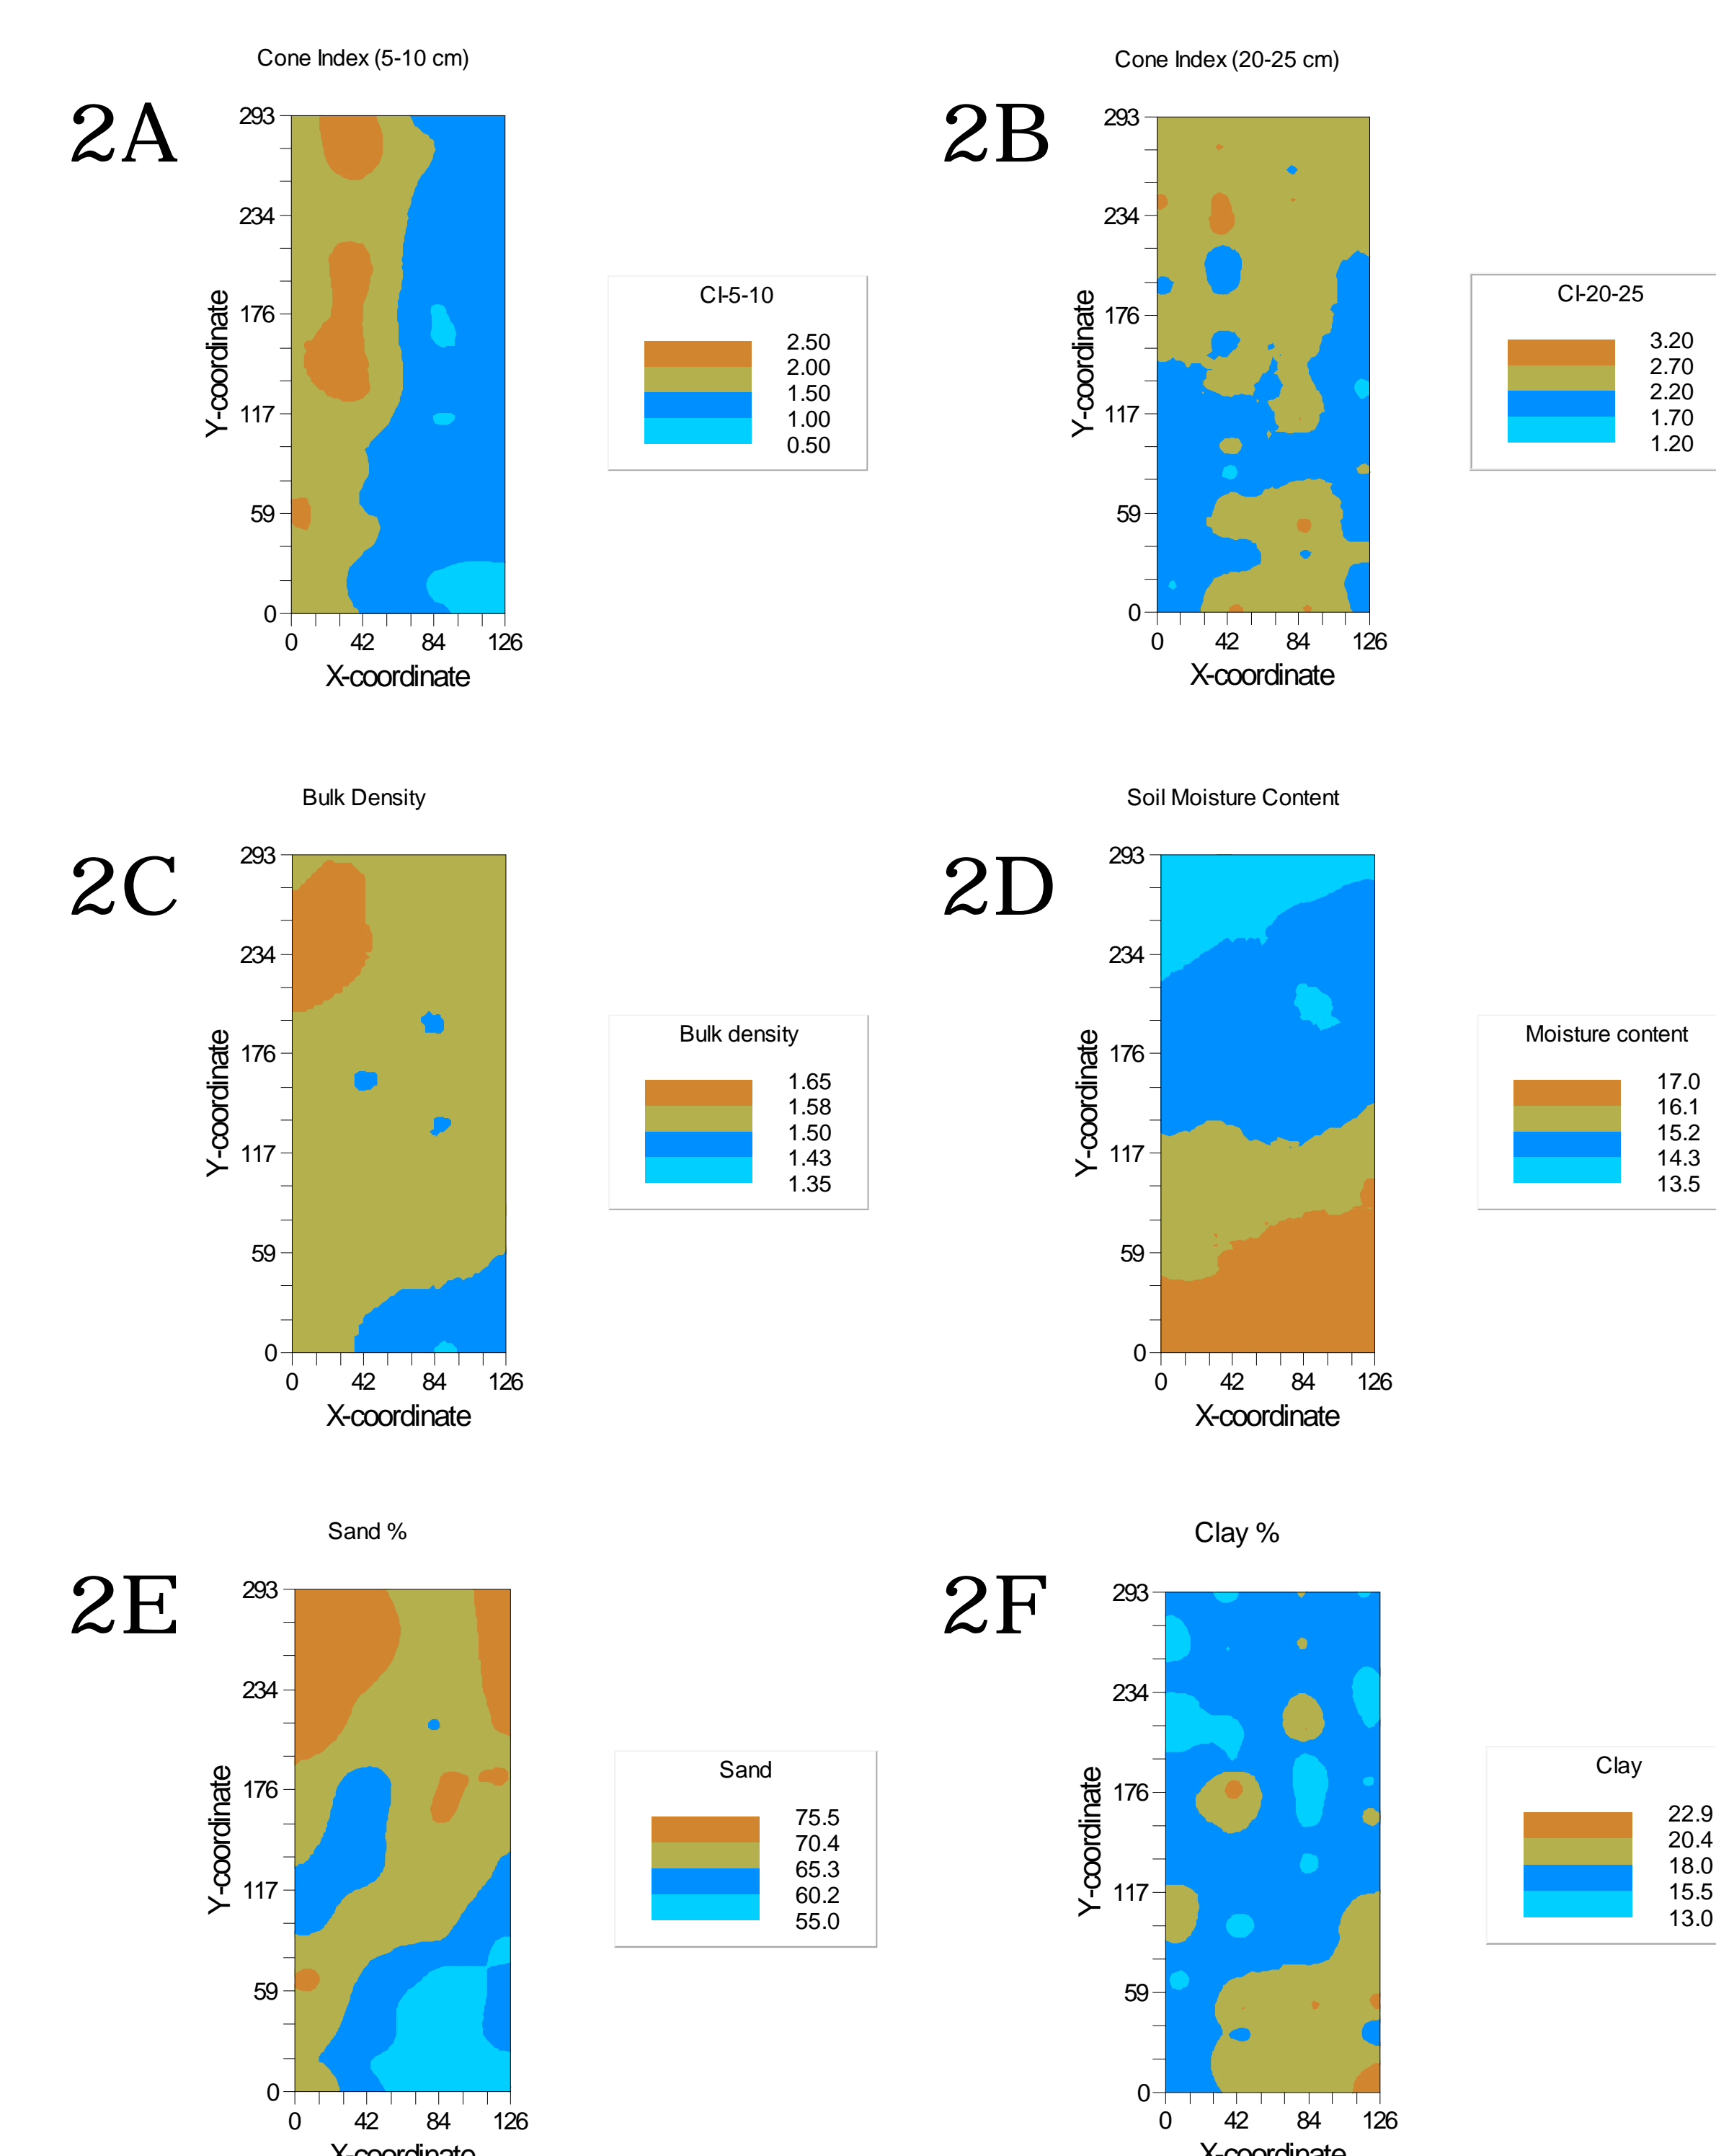 Cone Index (5-10 cm)
2A
293
234
176
117
59
0
Y-coordinate
0 42 84 126
X-coordinate
CI-5-10
2.50
2.00
1.50
1.00
0.50
Cone Index (20-25 cm)
2B
293
234
176
117
59
0
Y-coordinate
0 42 84 126
X-coordinate
CI-20-25
3.20
2.70
2.20
1.70
1.20
Bulk Density
2C
293
234
176
117
59
0
Y-coordinate
0 42 84 126
X-coordinate
Bulk density
1.65
1.58
1.50
1.43
1.35
Soil Moisture Content
2D
293
234
176
117
59
0
Y-coordinate
0 42 84 126
X-coordinate
Moisture content
17.0
16.1
15.2
14.3
13.5
Sand %
2E
293
234
176
117
59
0
Y-coordinate
0 42 84 126
X-coordinate
Sand
75.5
70.4
65.3
60.2
55.0
Clay %
2F
293
234
176
117
59
0
Y-coordinate
0 42 84 126
X-coordinate
Clay
22.9
20.4
18.0
15.5
13.0